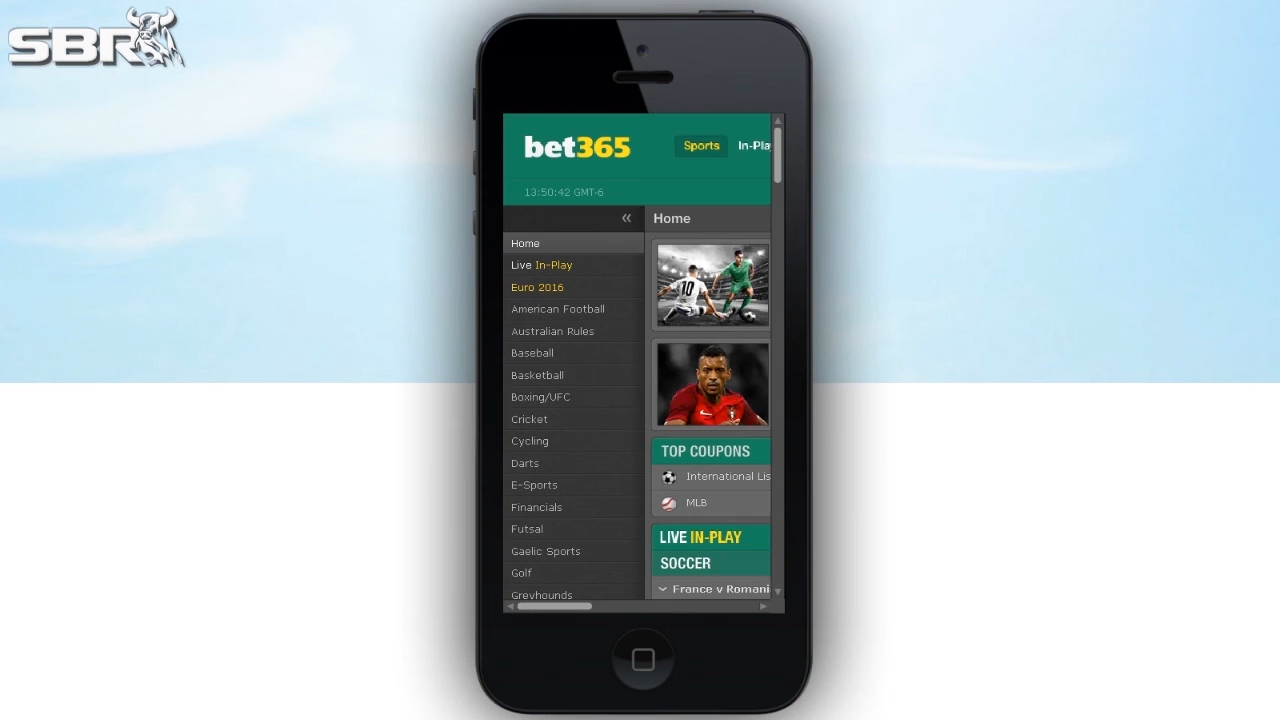 SBR
bet365
Sports
In-Play
13:50:42 GMT-6
«
Home
Home
Live In-Play
Euro 2016
American Football
Australian Rules
Baseball
Basketball
Boxing/UFC
Cricket
Cycling
Darts
E-Sports
Financials
Futsal
Gaelic Sports
Golf
Greyhounds
10
TOP COUPONS
International Lis
MLB
LIVE IN-PLAY
SOCCER
France v Romani